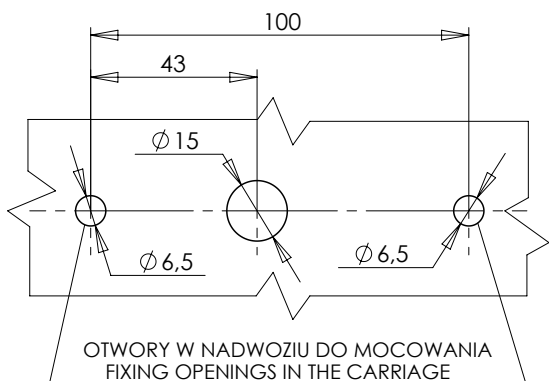 100
43
Ø 15
Ø 6,5
Ø 6,5
OTWORY W NADWOZIU DO MOCOWANIA
FIXING OPENINGS IN THE CARRIAGE